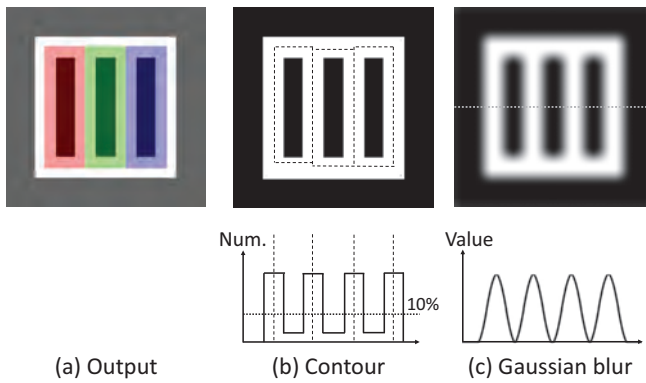 Num.
Value
10%
(a) Output
(b) Contour
(c) Gaussian blur